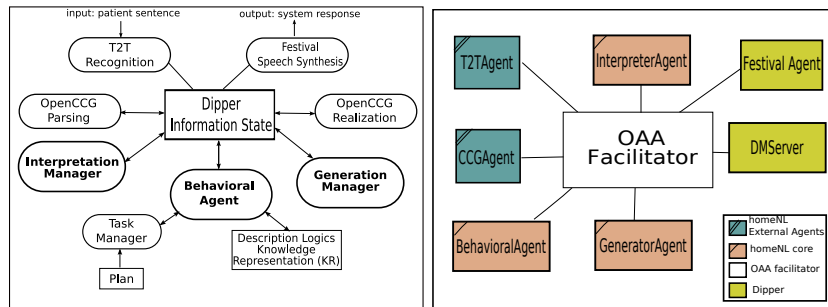 input: patient sentence
output: system response
T2T
Recognition
Festival
Speech Synthesis
OpenCCG
Parsing
Dipper
Information State
OpenCCG
Realization
Interpretation
Manager
Behavioral
Agent
Generation
Manager
Task
Manager
Description Logics
Knowledge
Representation (KR)
Plan
T2TAgent
InterpreterAgent
Festival Agent
CCGAgent
OAA
Facilitator
DMServer
BehavioralAgent
GeneratorAgent
homeNL
External Agents
homeNL core
OAA facilitator
Dipper